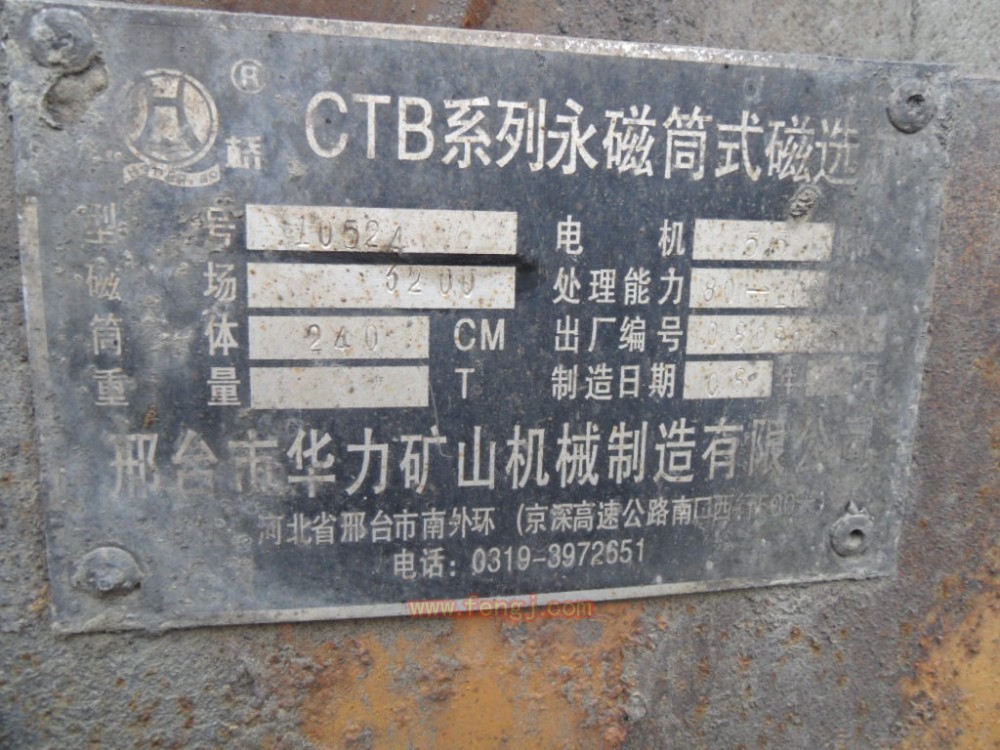 ® 桥 CTB系列永磁筒式磁选
型号 10524 电机
磁场 6200 处理能力
筒体 240 CM 出厂编号
重量 T 制造日期 年
邢台市华力矿山机械制造有限公司
河北省邢台市南外环 (京深高速公路南口西行
电话: 0319-3972651
www.fengj.com